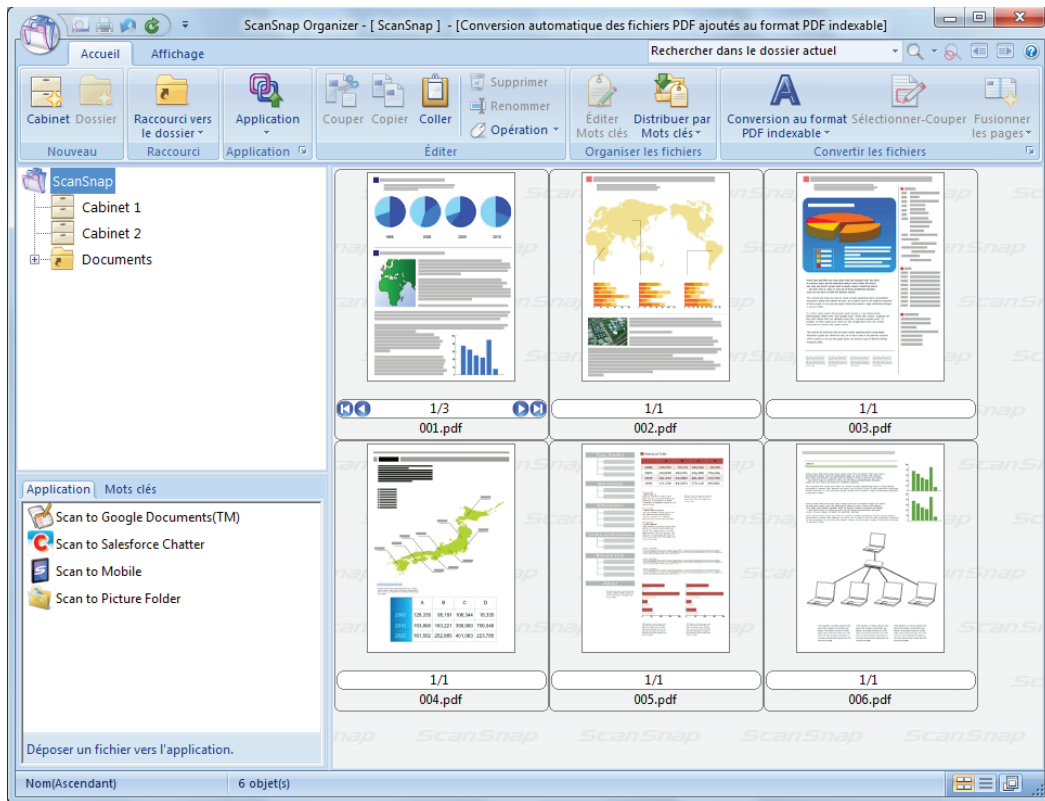 ScanSnap Organizer - [ ScanSnap ] - [Conversion automatique des fichiers PDF ajoutés au format PDF indexable]
Accueil Affichage
Rechercher dans le dossier actuel
Cabinet Dossier
Nouveau
Raccourci vers
le dossier
Raccourci
Application
Application
Couper Copier Coller
Supprimer
Renommer
Opération
Éditer
Éditer
Mots clés
Distribuer par
Mots clés
Organiser les fichiers
Conversion au format
PDF indexable
Sélectionner-Couper
Fusionner
les pages
Convertir les fichiers
ScanSnap
Cabinet 1
Cabinet 2
Documents
1/3
001.pdf
1/1
002.pdf
1/1
003.pdf
A B C D
1/1
004.pdf
1/1
005.pdf
1/1
006.pdf
Application Mots clés
Scan to Google Documents(TM)
Scan to Salesforce Chatter
Scan to Mobile
Scan to Picture Folder
Déposer un fichier vers l'application.
ScanSnap ScanSnap ScanSnap
Nom(Ascendant) 6 objet(s)